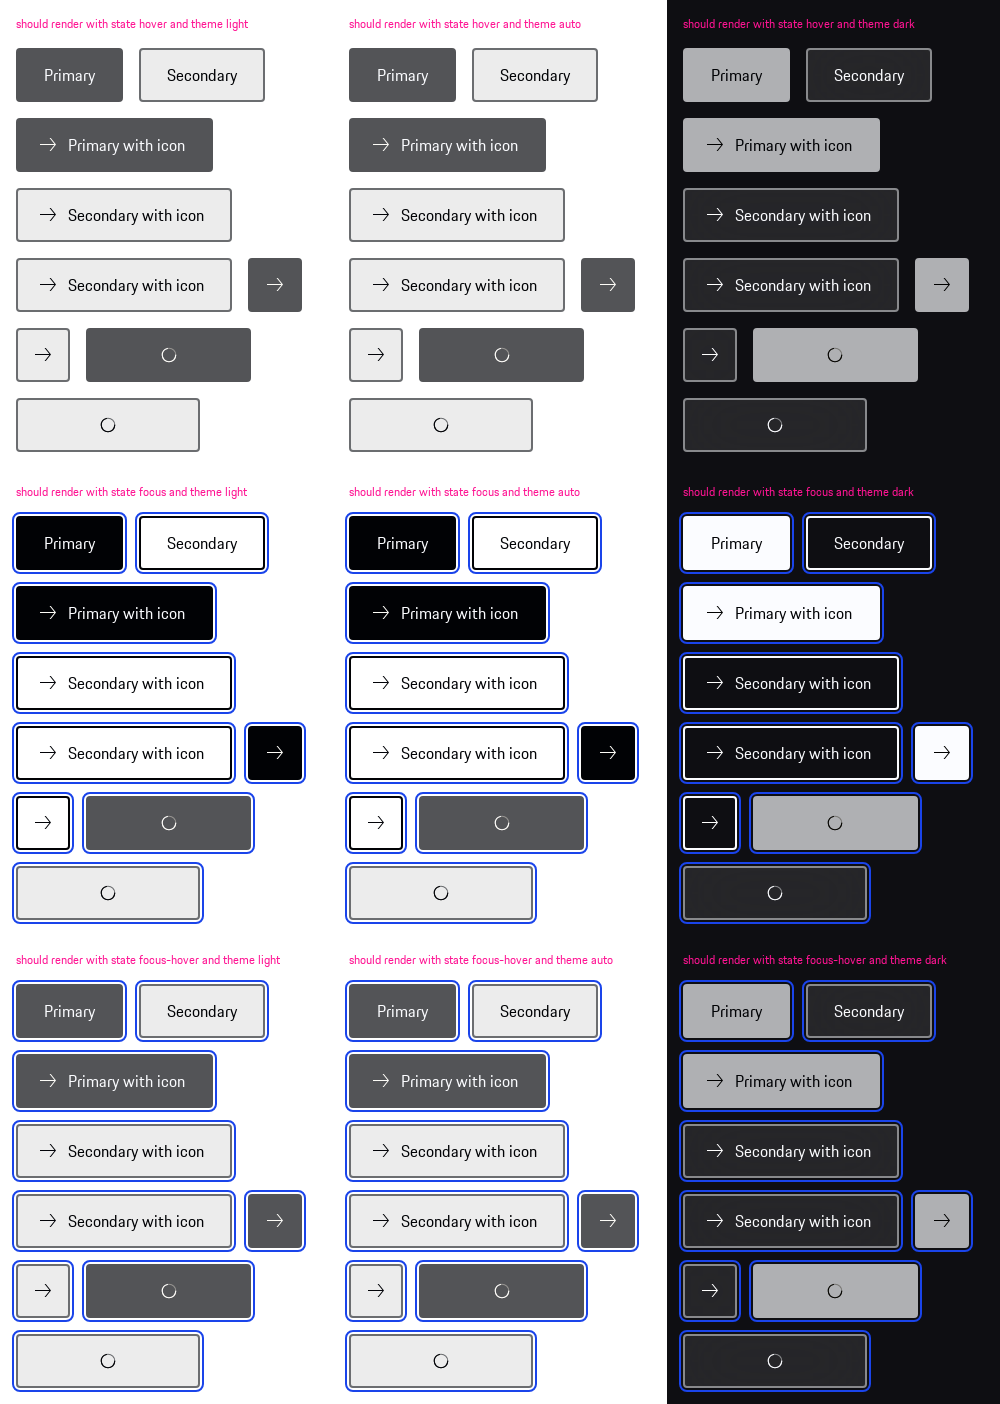 should render with state hover and theme light
Primary
Secondary
Primary with icon
Secondary with icon
Secondary with icon
should render with state hover and theme auto
Primary
Secondary
Primary with icon
Secondary with icon
Secondary with icon
should render with state hover and theme dark
Primary
Secondary
Primary with icon
Secondary with icon
Secondary with icon
should render with state focus and theme light
Primary
Secondary
Primary with icon
Secondary with icon
Secondary with icon
should render with state focus and theme auto
Primary
Secondary
Primary with icon
Secondary with icon
Secondary with icon
should render with state focus and theme dark
Primary
Secondary
Primary with icon
Secondary with icon
Secondary with icon
should render with state focus-hover and theme light
Primary
Secondary
Primary with icon
Secondary with icon
Secondary with icon
should render with state focus-hover and theme auto
Primary
Secondary
Primary with icon
Secondary with icon
Secondary with icon
should render with state focus-hover and theme dark
Primary
Secondary
Primary with icon
Secondary with icon
Secondary with icon